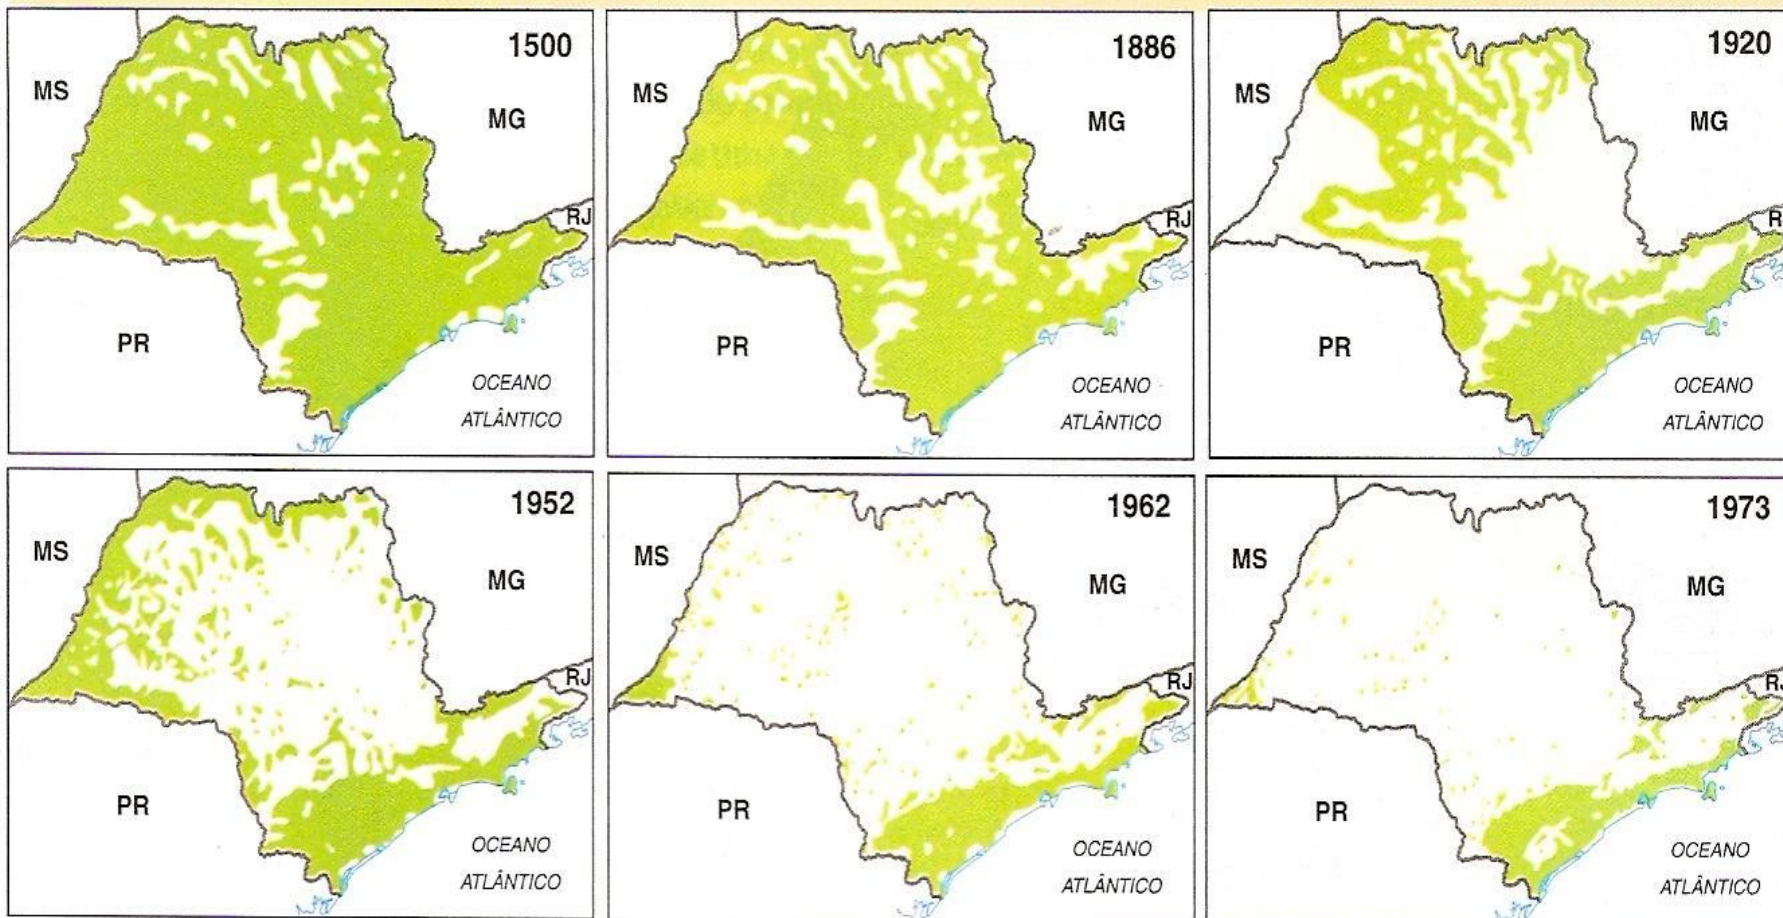 1500
MS
MG
RJ
PR
OCEANO
ATLÂNTICO
1886
MS
MG
RJ
PR
OCEANO
ATLÂNTICO
1920
MS
MG
R
PR
OCEANO
ATLÂNTICO
1952
MS
MG
RJ
PR
OCEANO
ATLÂNTICO
1962
MS
MG
RJ
PR
OCEANO
ATLÂNTICO
1973
MS
MG
RJ
PR
OCEANO
ATLÂNTICO